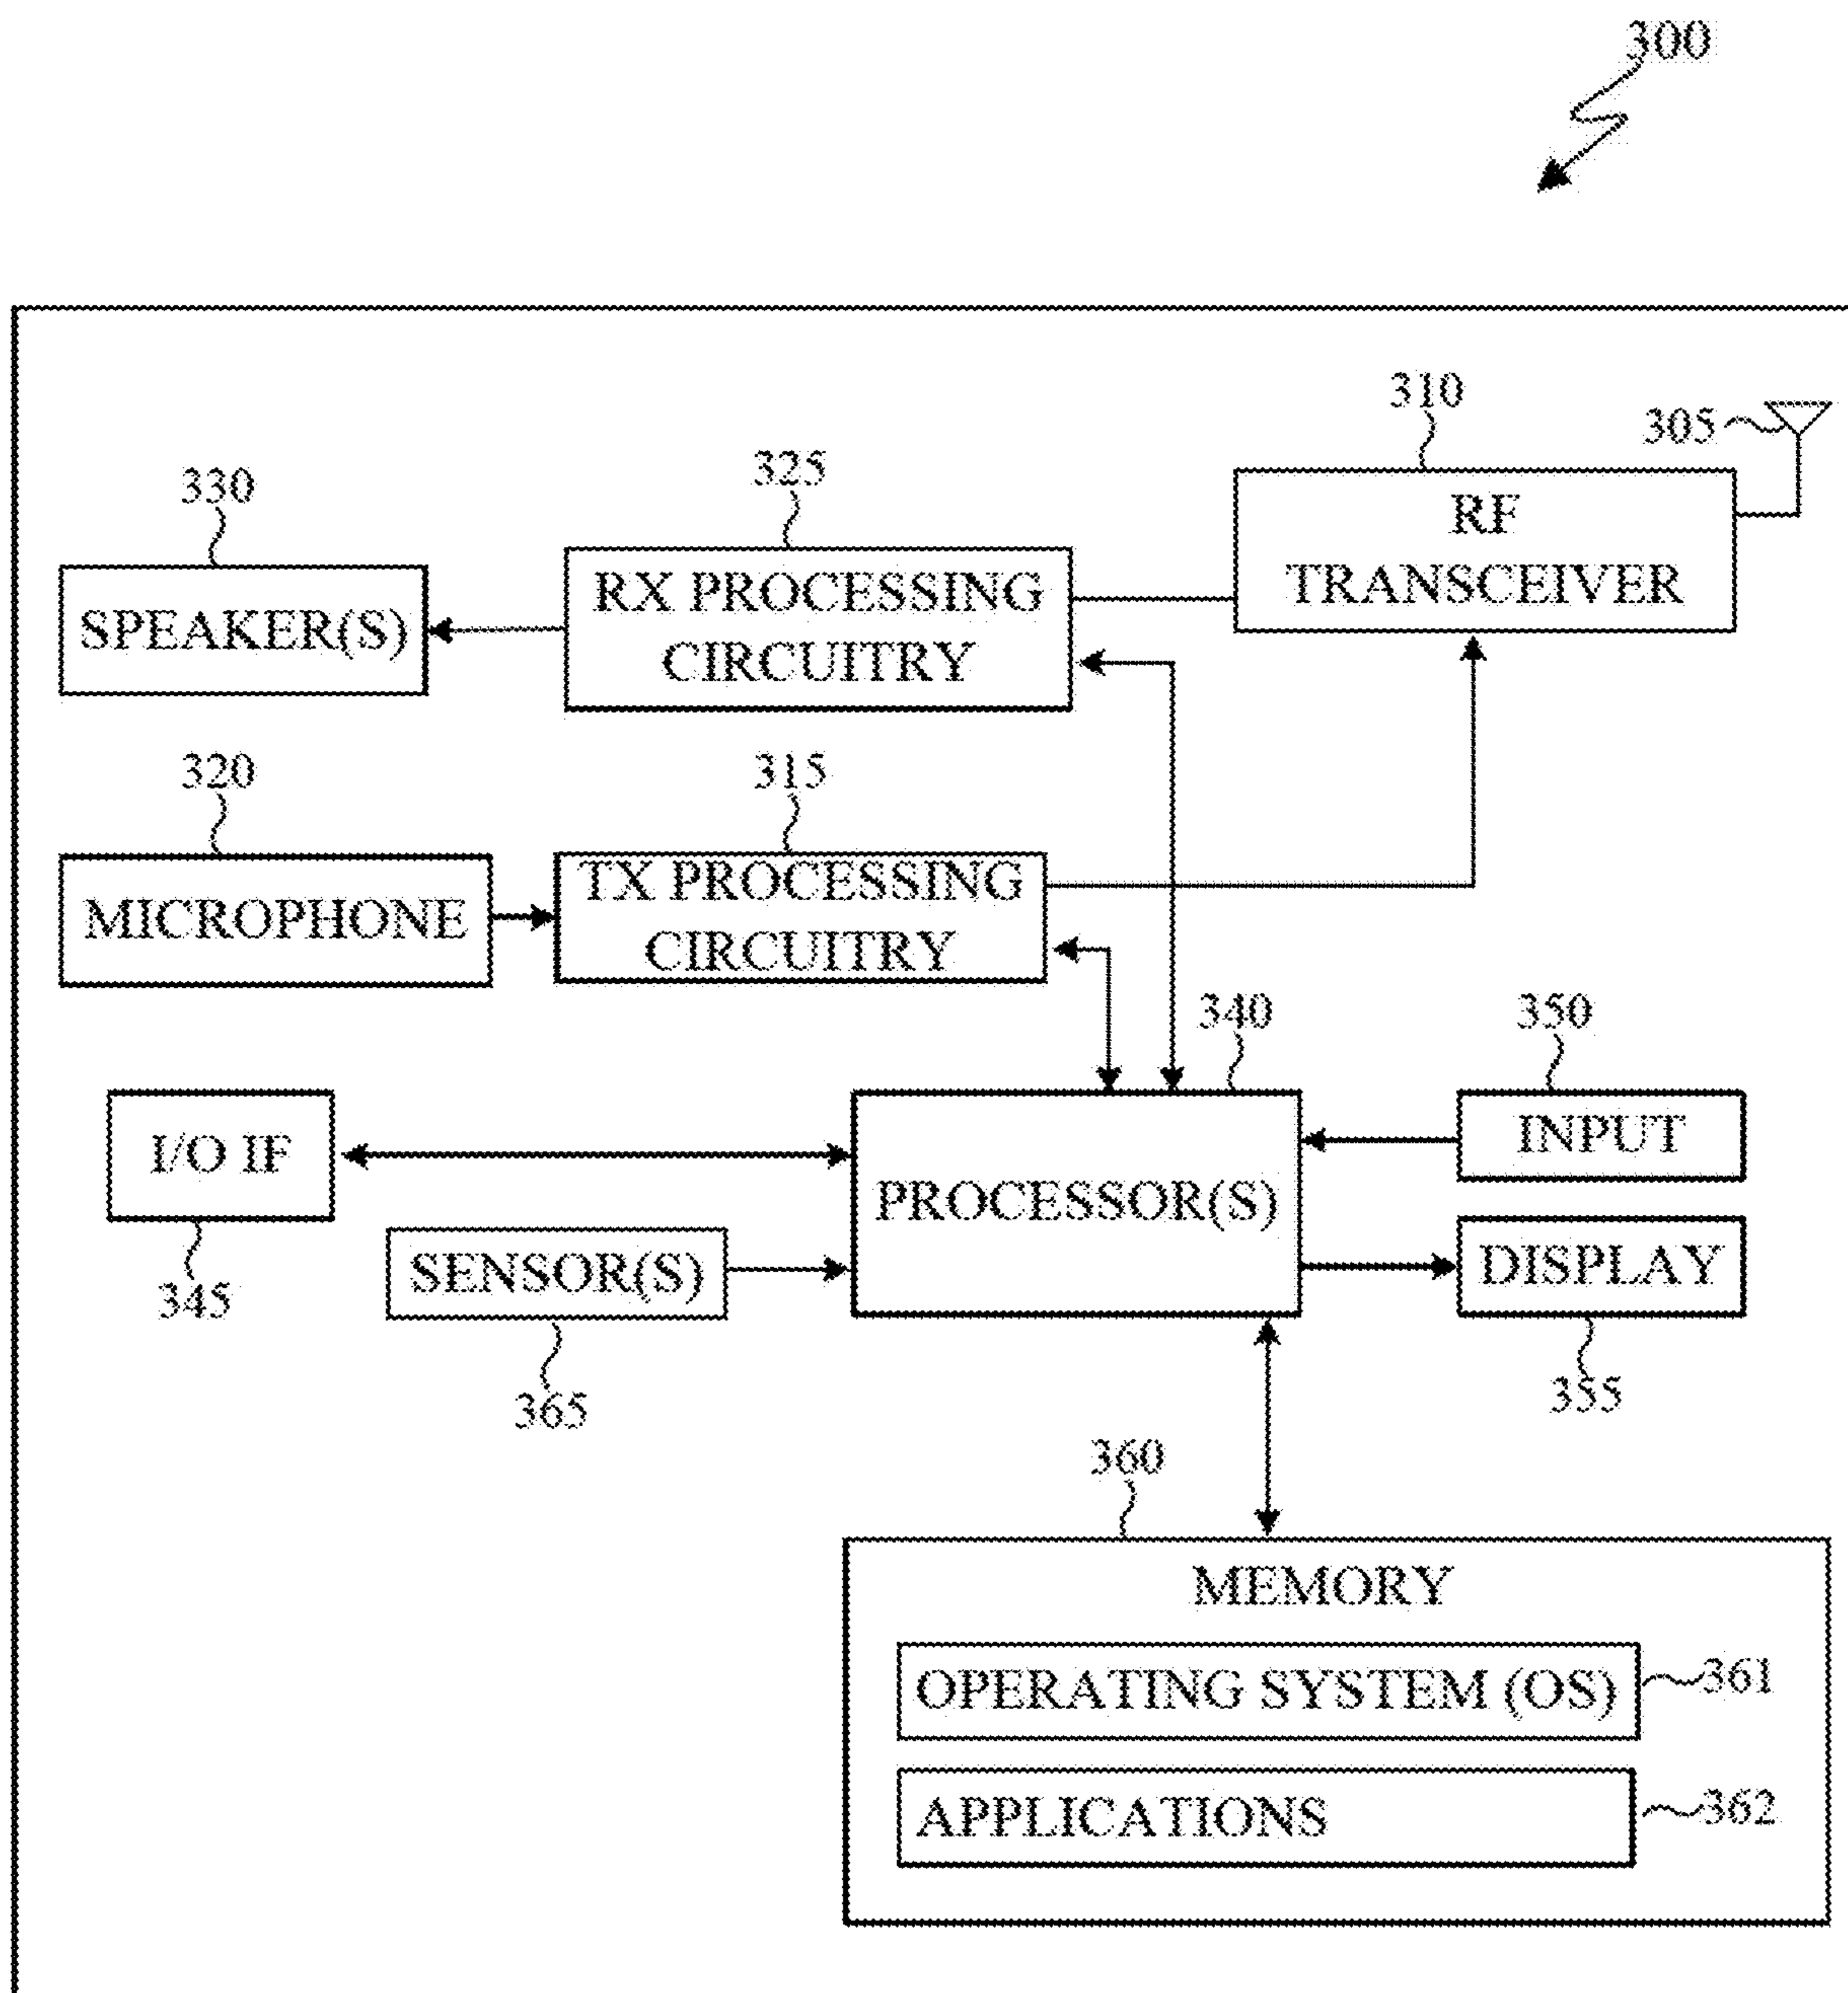 300
310
305
325
330
RF
TRANSCEIVER
RX PROCESSING
CIRCUITRY
SPEAKER(S)
320
315
TX PROCESSING
CIRCUITRY
MICROPHONE
340
350
I/O IF
INPUT
PROCESSOR(S)
SENSOR(S)
DISPLAY
345
365
355
360
MEMORY
OPERATING SYSTEM (OS)
361
APPLICATIONS
362